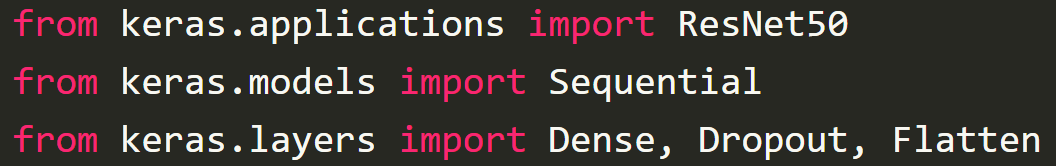 from keras.applications import ResNet50
from keras.models import Sequential
from keras.layers import Dense, Dropout, Flatten